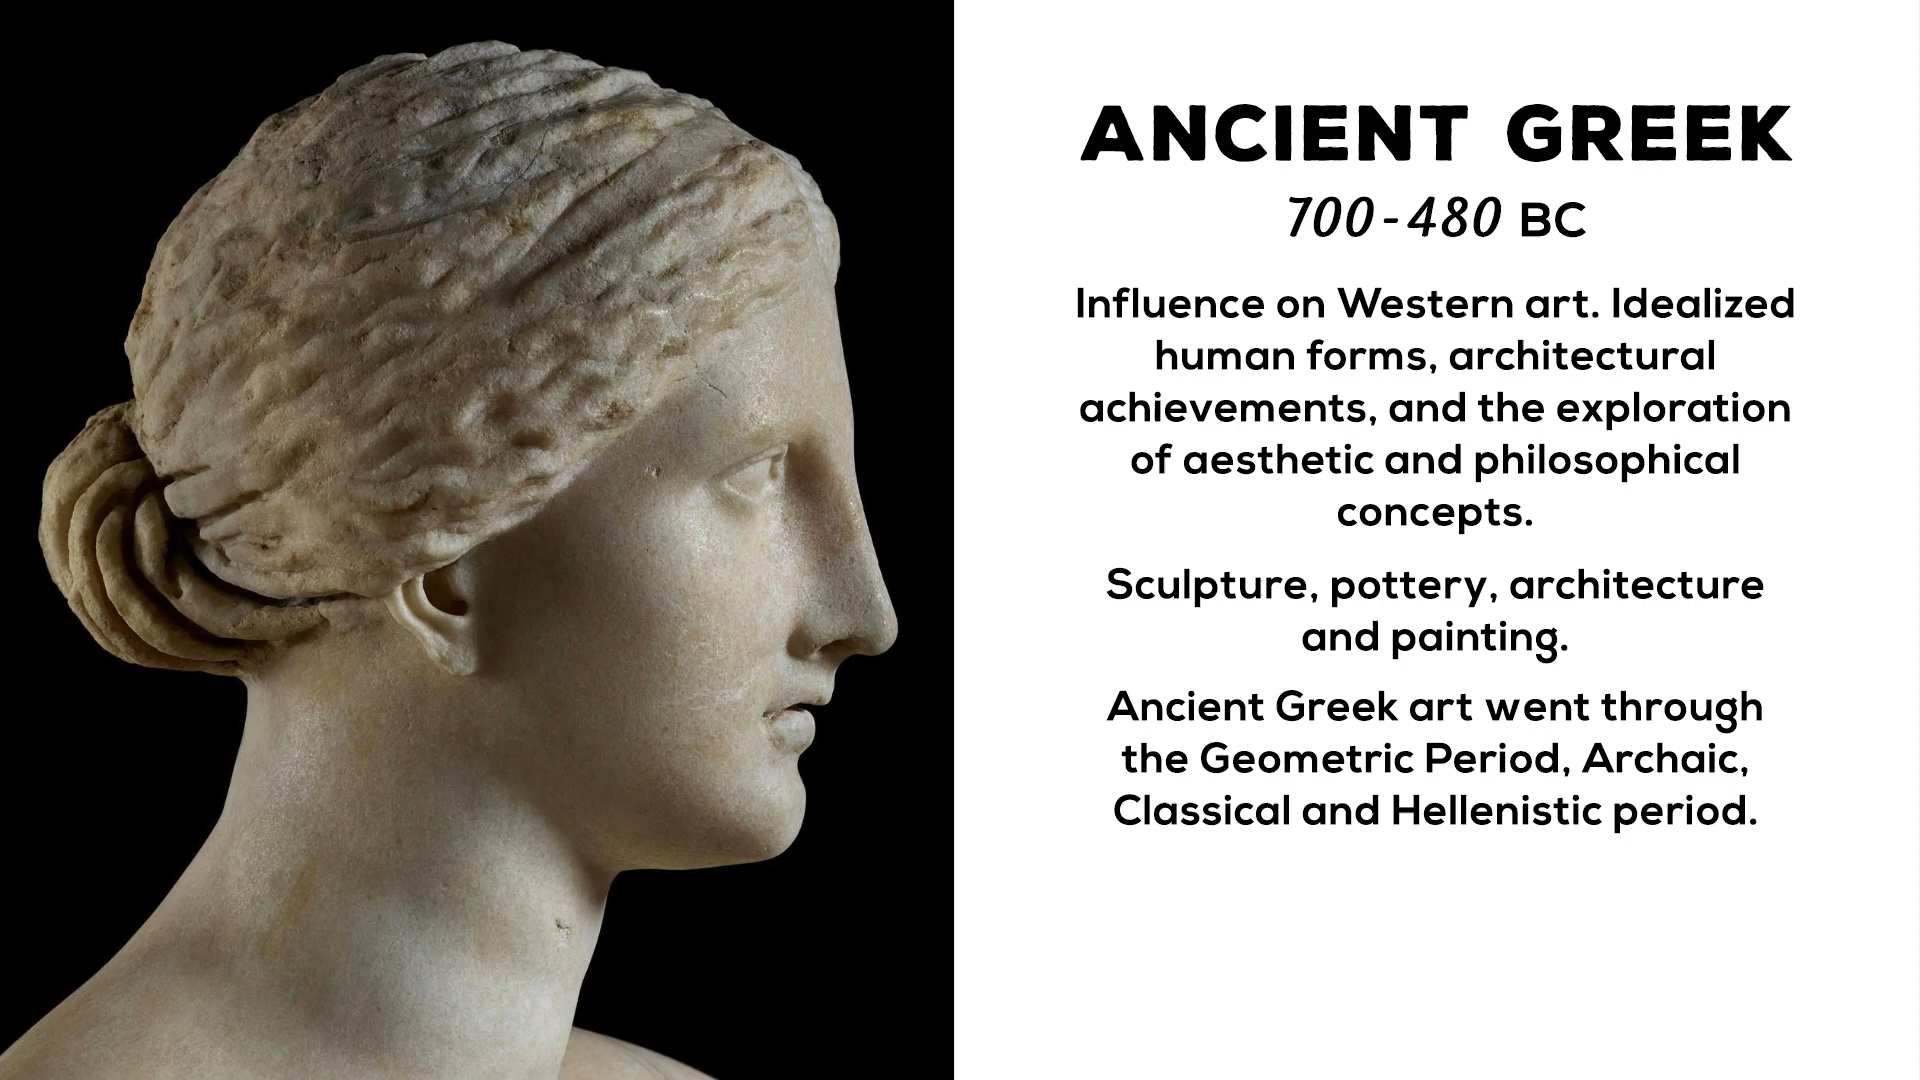 ANCIENT GREEK
700-480 BC
Influence on Western art. Idealized
human forms, architectural
achievements, and the exploration
of aesthetic and philosophical
concepts.
Sculpture, pottery, architecture
and painting.
Ancient Greek art went through
the Geometric Period, Archaic,
Classical and Hellenistic period.